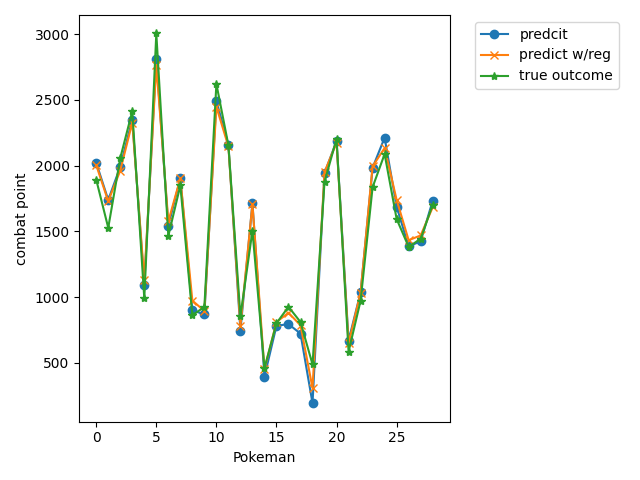 3000
2500
2000
1500
1000
500
combat point
0 5 10 15 20 25
Pokeman
predcit
predict w/reg
true outcome